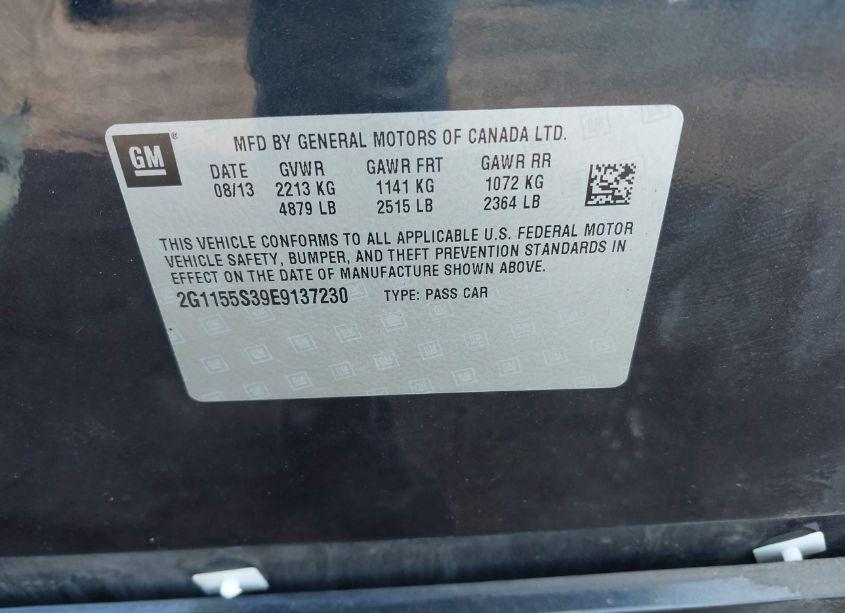 GM®
MFD BY GENERAL MOTORS OF CANADA LTD.
DATE GVWR GAWR FRT GAWR RR
08/13 2213 KG 1141 KG 1072 KG
4879 LB 2515 LB 2364 LB
THIS VEHICLE CONFORMS TO ALL APPLICABLE U.S. FEDERAL MOTOR
VEHICLE SAFETY, BUMPER, AND THEFT PREVENTION STANDARDS IN
EFFECT ON THE DATE OF MANUFACTURE SHOWN ABOVE.
2G1155S39E9137230 TYPE: PASS CAR